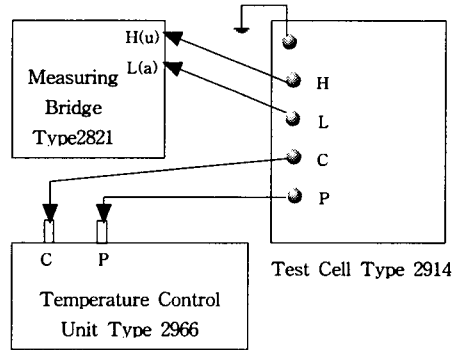 H(u)
L(a)
Measuring
Bridge
Type2821
H
L
C
P
Test Cell Type 2914
C
P
Temperature Control
Unit Type 2966